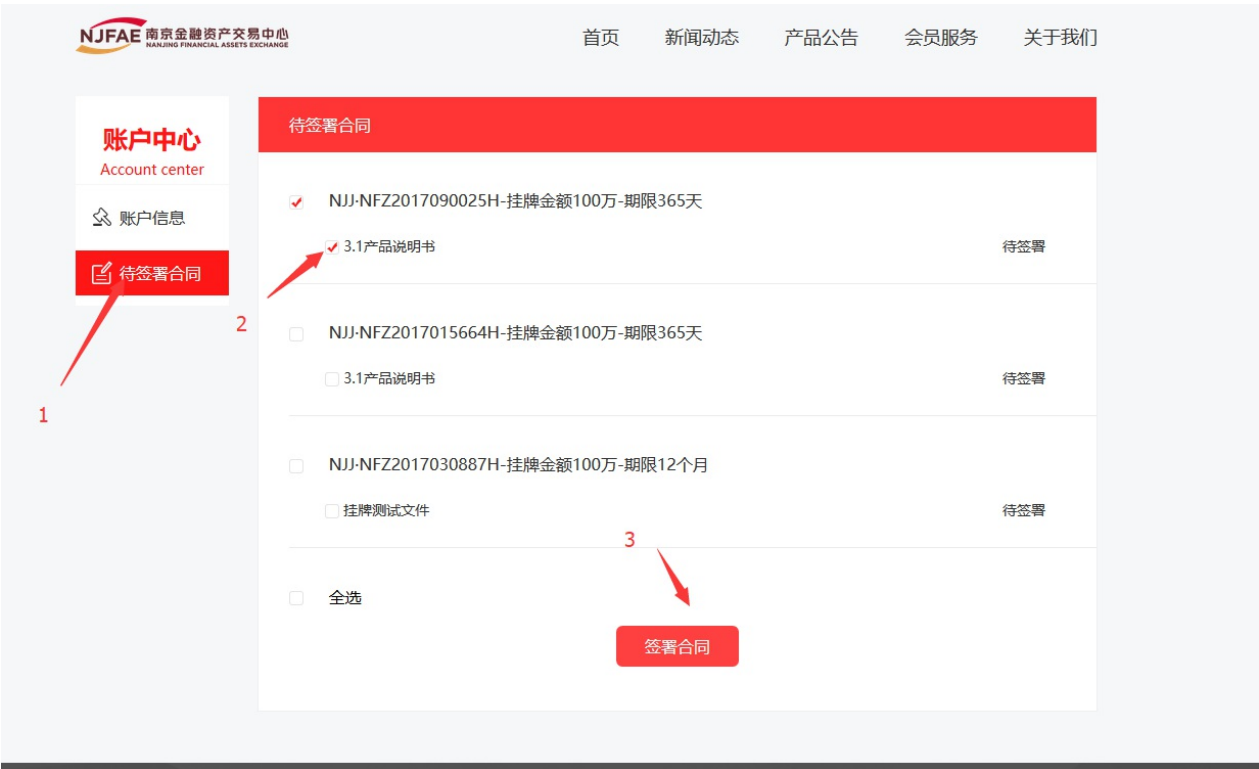 NJFAE 南京金融资产交易中心
NANJING FINANCIAL ASSETS EXCHANGE
首页 新闻动态 产品公告 会员服务 关于我们
账户中心
Account center
账户信息
待签署合同
1
待签署合同
NJJ·NFZ2017090025H-挂牌金额100万-期限365天
3.1产品说明书 待签署
2
NJJ·NFZ2017015664H-挂牌金额100万-期限365天
3.1产品说明书 待签署
NJJ·NFZ2017030887H-挂牌金额100万-期限12个月
挂牌测试文件 待签署
3
全选
签署合同